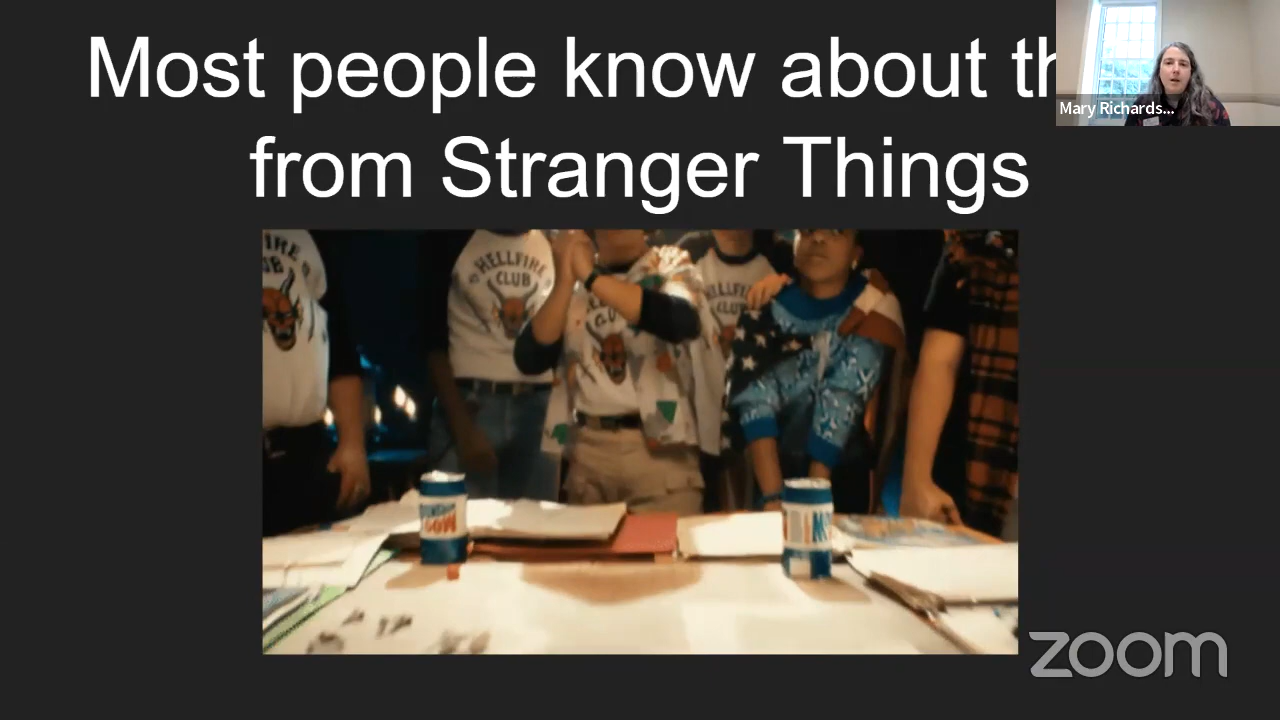 Most people know about th
from Stranger Things
Mary Richards...
HELLFIRE
CLUB
zoom